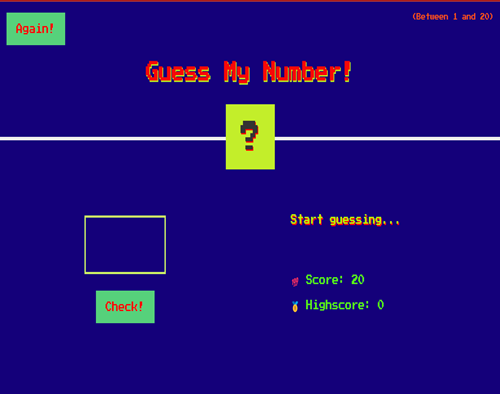 Again!
(Between 1 and 20)
Guess My Number!
?
Start guessing...
Score: 20
Highscore: 0
Check!